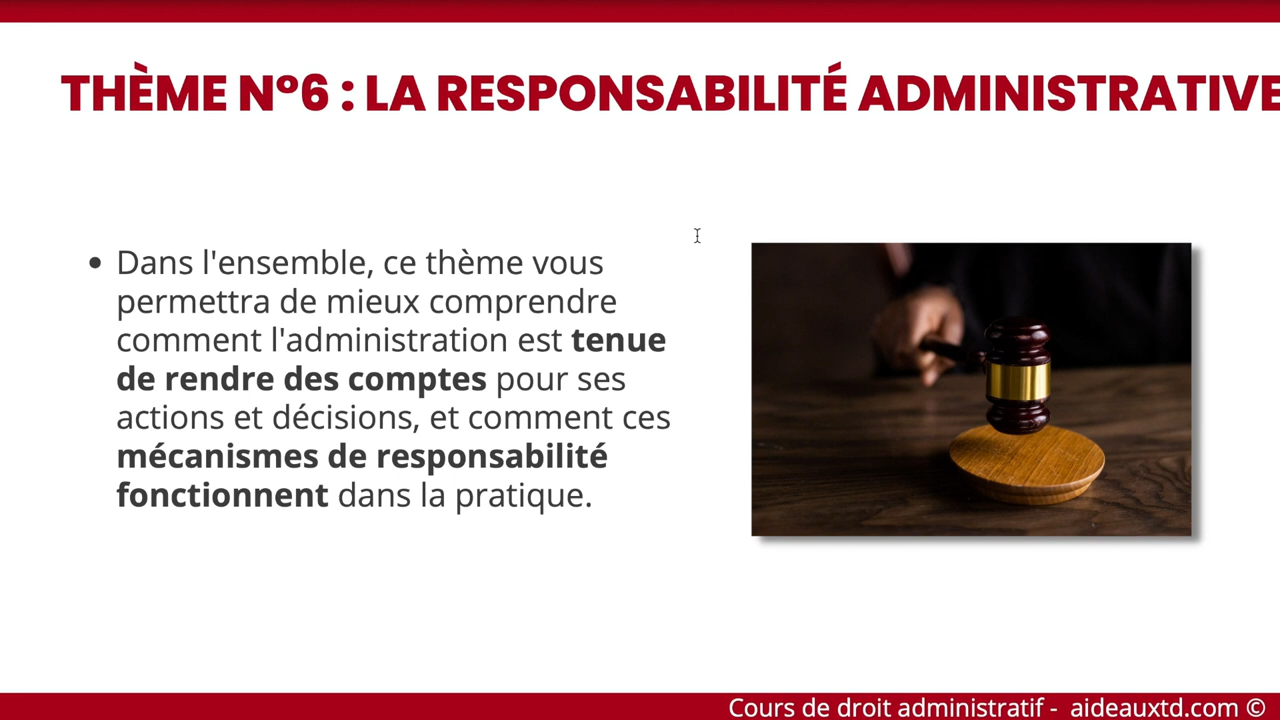 THÈME N°6 : LA RESPONSABILITÉ ADMINISTRATIVE
• Dans l'ensemble, ce thème vous
permettra de mieux comprendre
comment l'administration est tenue
de rendre des comptes pour ses
actions et décisions, et comment ces
mécanismes de responsabilité
fonctionnent dans la pratique.
Cours de droit administratif - aideauxtd.com ©